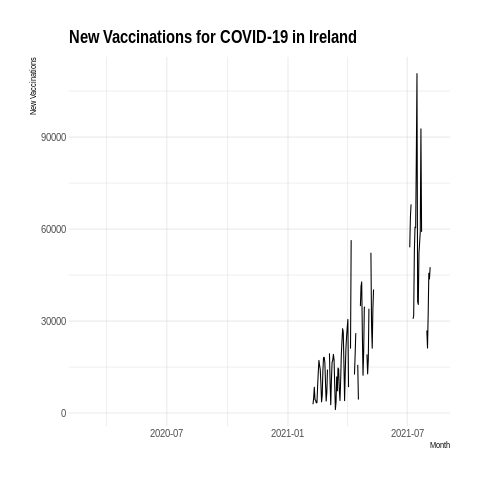 New Vaccinations for COVID-19 in Ireland
New Vaccinations
90000
60000
30000
0
2020-07
2021-01
2021-07
Month